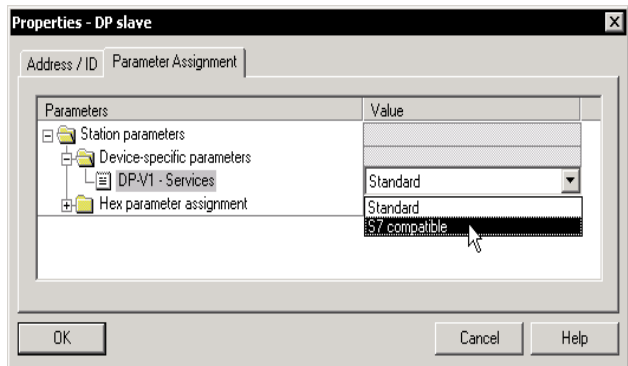 Properties - DP slave
Address / ID Parameter Assignment
Parameters Value
Station parameters
Device-specific parameters
DP-V1 - Services Standard
Hex parameter assignment Standard
S7 compatible
OK Cancel Help